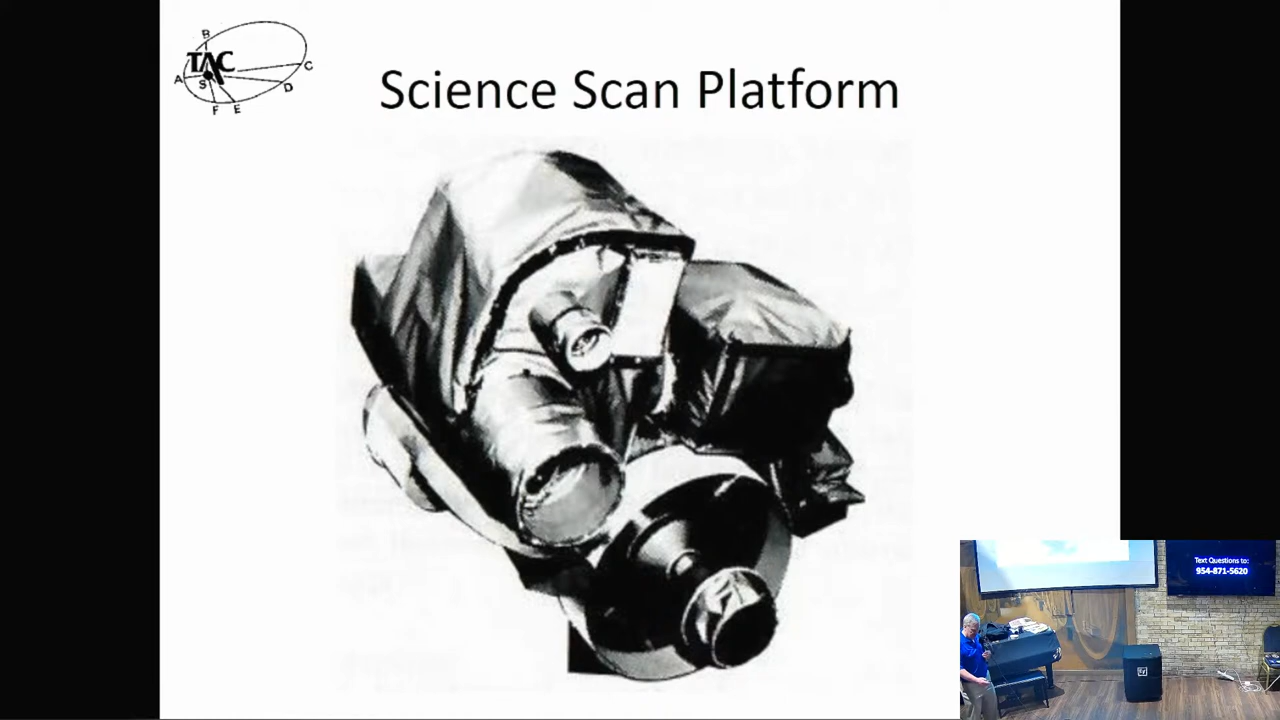 B
TAC
A
S
C
D
F E
Science Scan Platform
Text Questions to:
954-871-5620